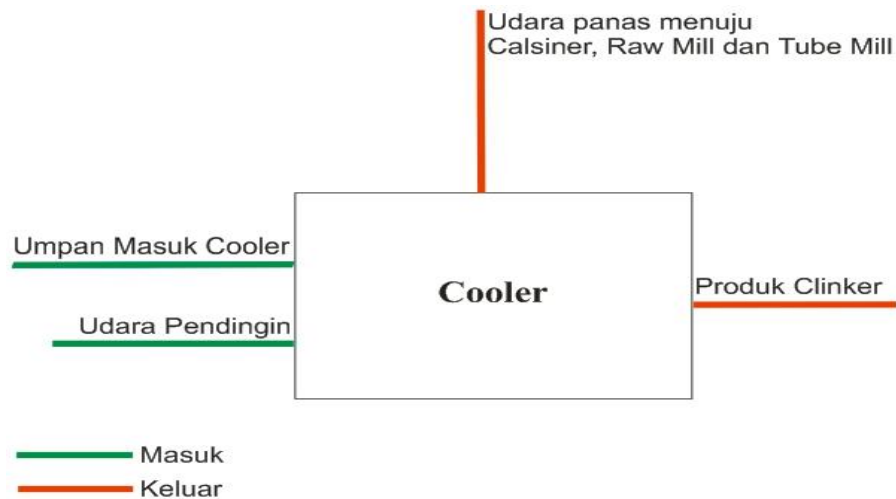 Udara panas menuju
Calsiner, Raw Mill dan Tube Mill
Umpan Masuk Cooler
Udara Pendingin
Cooler
Produk Clinker
Masuk
Keluar